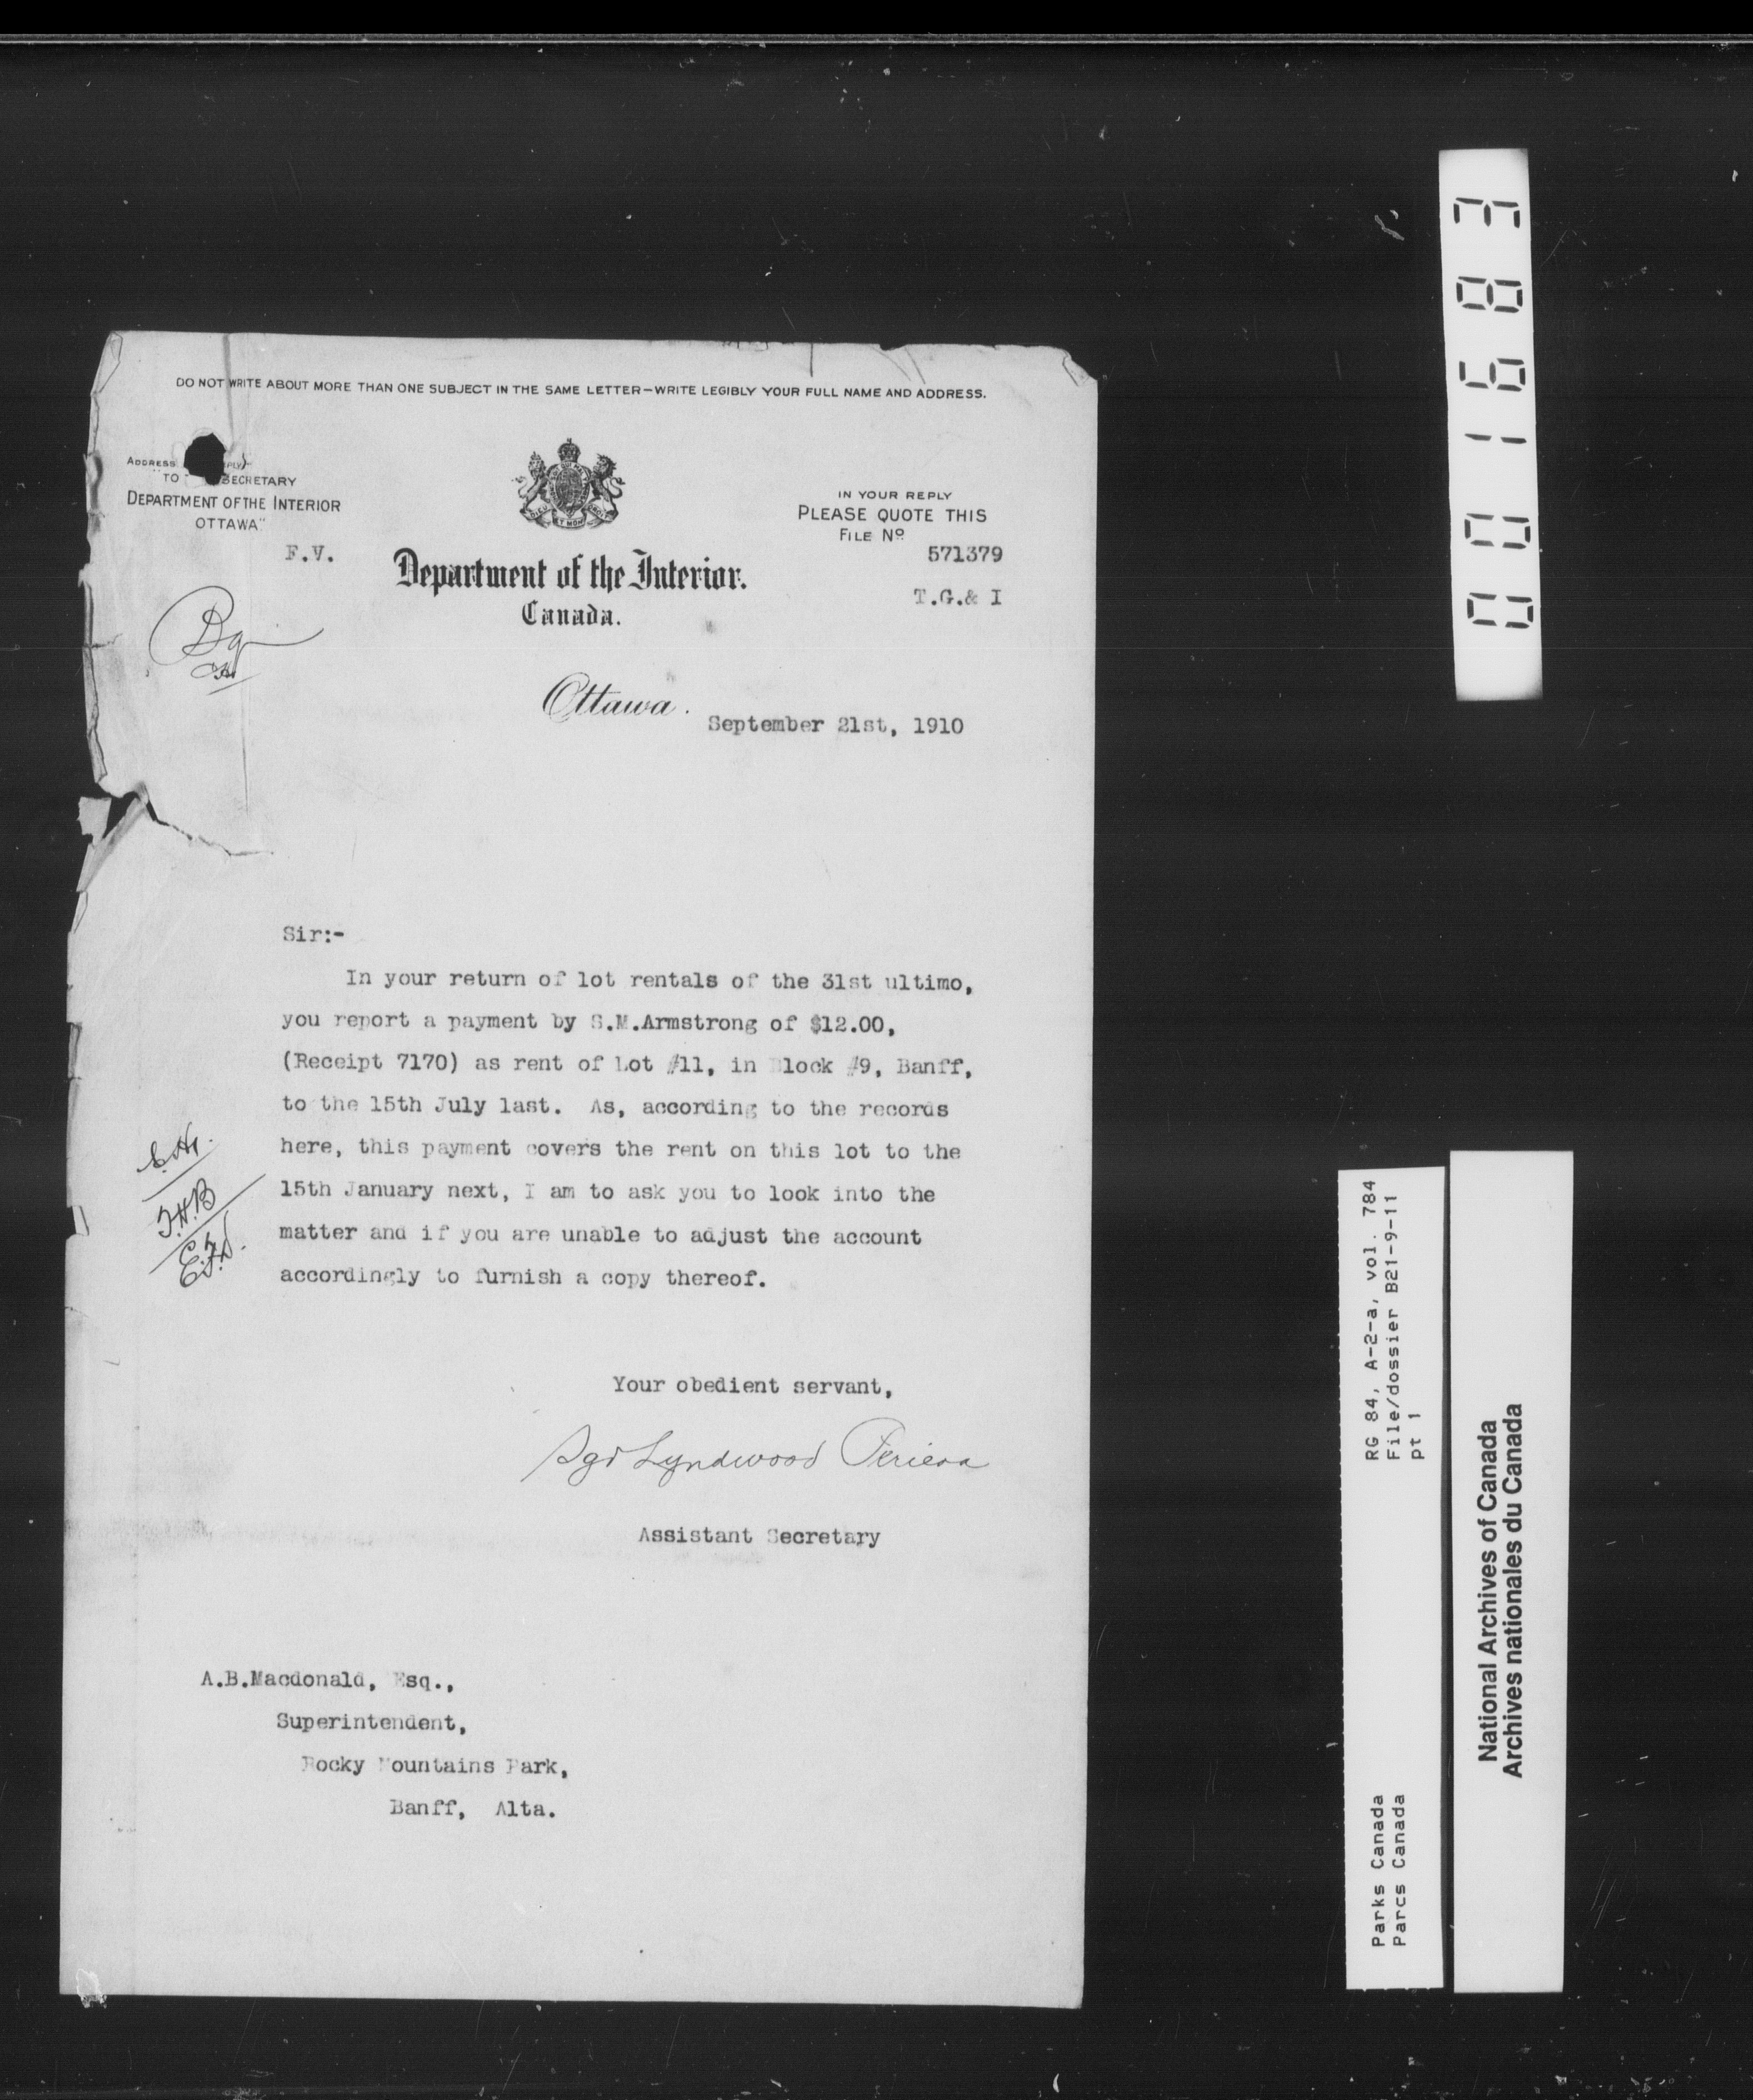 DO NOT WRITE ABOUT MORE THAN ONE SUBJECT IN THE SAME LETTER—WRITE LEGIBLY YOUR FULL NAME AND ADDRESS.
ADDRESS
"TO SECRETARY
DEPARTMENT OF THE INTERIOR
OTTAWA"
F.V.
DIEU ET MON DROIT
Department of the Interior.
Canada.
IN YOUR REPLY
PLEASE QUOTE THIS
FILE No
571379
T.G.& I
Ottawa.
September 21st, 1910
Sir:-
In your return of lot rentals of the 31st ultimo,
you report a payment by S.M.Armstrong of $12.00,
(Receipt 7170) as rent of Lot #11, in Block #9, Banff,
to the 15th July last. As, according to the records
here, this payment covers the rent on this lot to the
15th January next, I am to ask you to look into the
matter and if you are unable to adjust the account
accordingly to furnish a copy thereof.
Your obedient servant,
Sgd Lyndwood Periera
Assistant Secretary
A.B.Macdonald, Esq.,
Superintendent,
Rocky Mountains Park,
Banff, Alta.
001683
RG 84, A-2-a, vol. 784
File/dossier B21-9-11
pt 1
Parks Canada
Parcs Canada
National Archives of Canada
Archives nationales du Canada